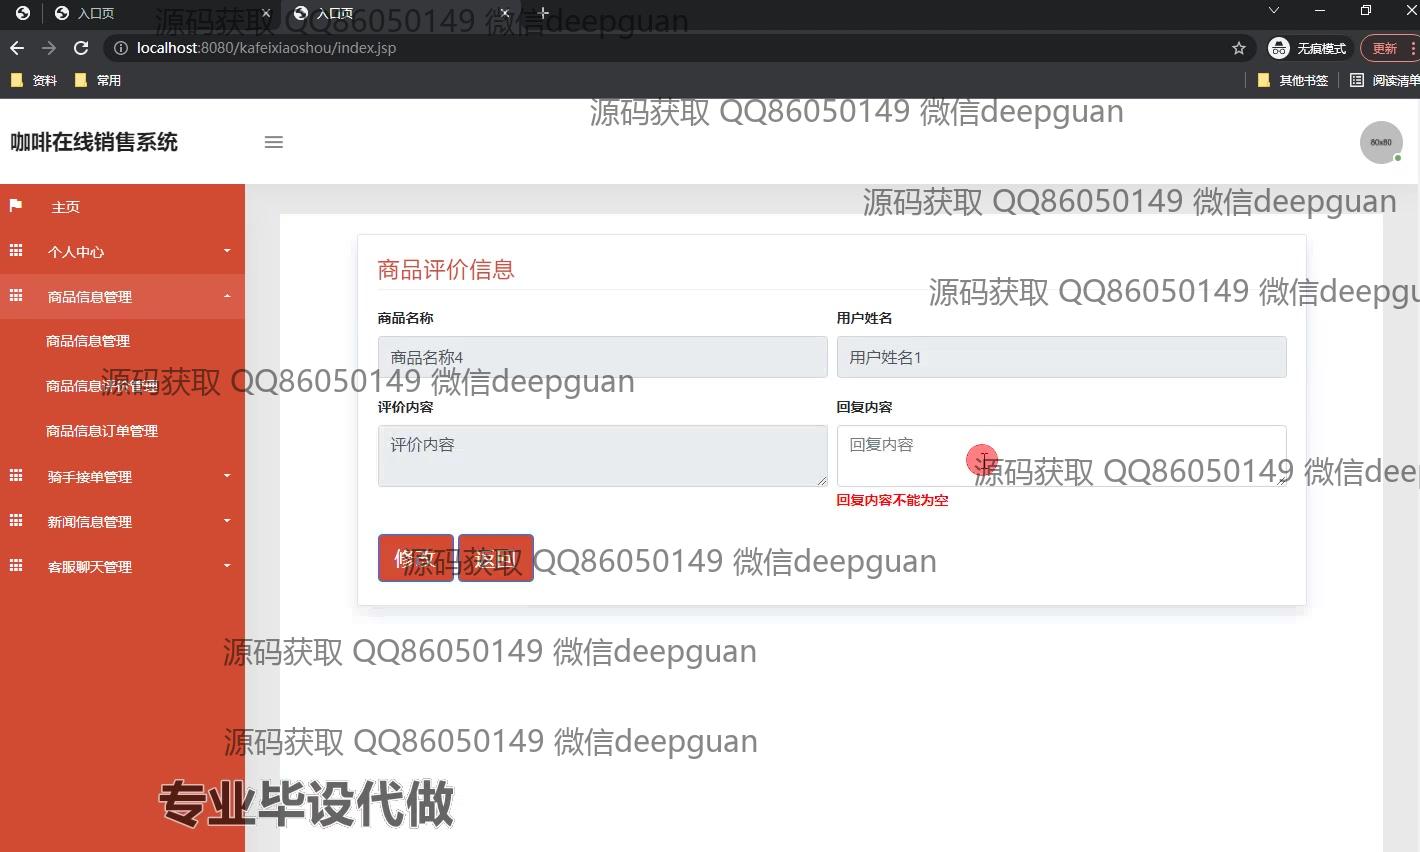 入口页
入口页
源码获取 QQ86050149 微信deepguan
localhost:8080/kafeixiaoshou/index.jsp
无痕模式
更新
资料
常用
其他书签
阅读清单
源码获取 QQ86050149 微信deepguan
咖啡在线销售系统
80x80
源码获取 QQ86050149 微信deepguan
主页
个人中心
商品信息管理
商品信息管理
商品信息评价管理
商品信息订单管理
骑手接单管理
新闻信息管理
客服聊天管理
商品评价信息
源码获取 QQ86050149 微信deepgu
商品名称
用户姓名
商品名称4
用户姓名1
源码获取 QQ86050149 微信deepguan
评价内容
回复内容
评价内容
回复内容
源码获取 QQ86050149 微信dee
回复内容不能为空
修改
返回
源码获取 QQ86050149 微信deepguan
源码获取 QQ86050149 微信deepguan
源码获取 QQ86050149 微信deepguan
专业毕设代做